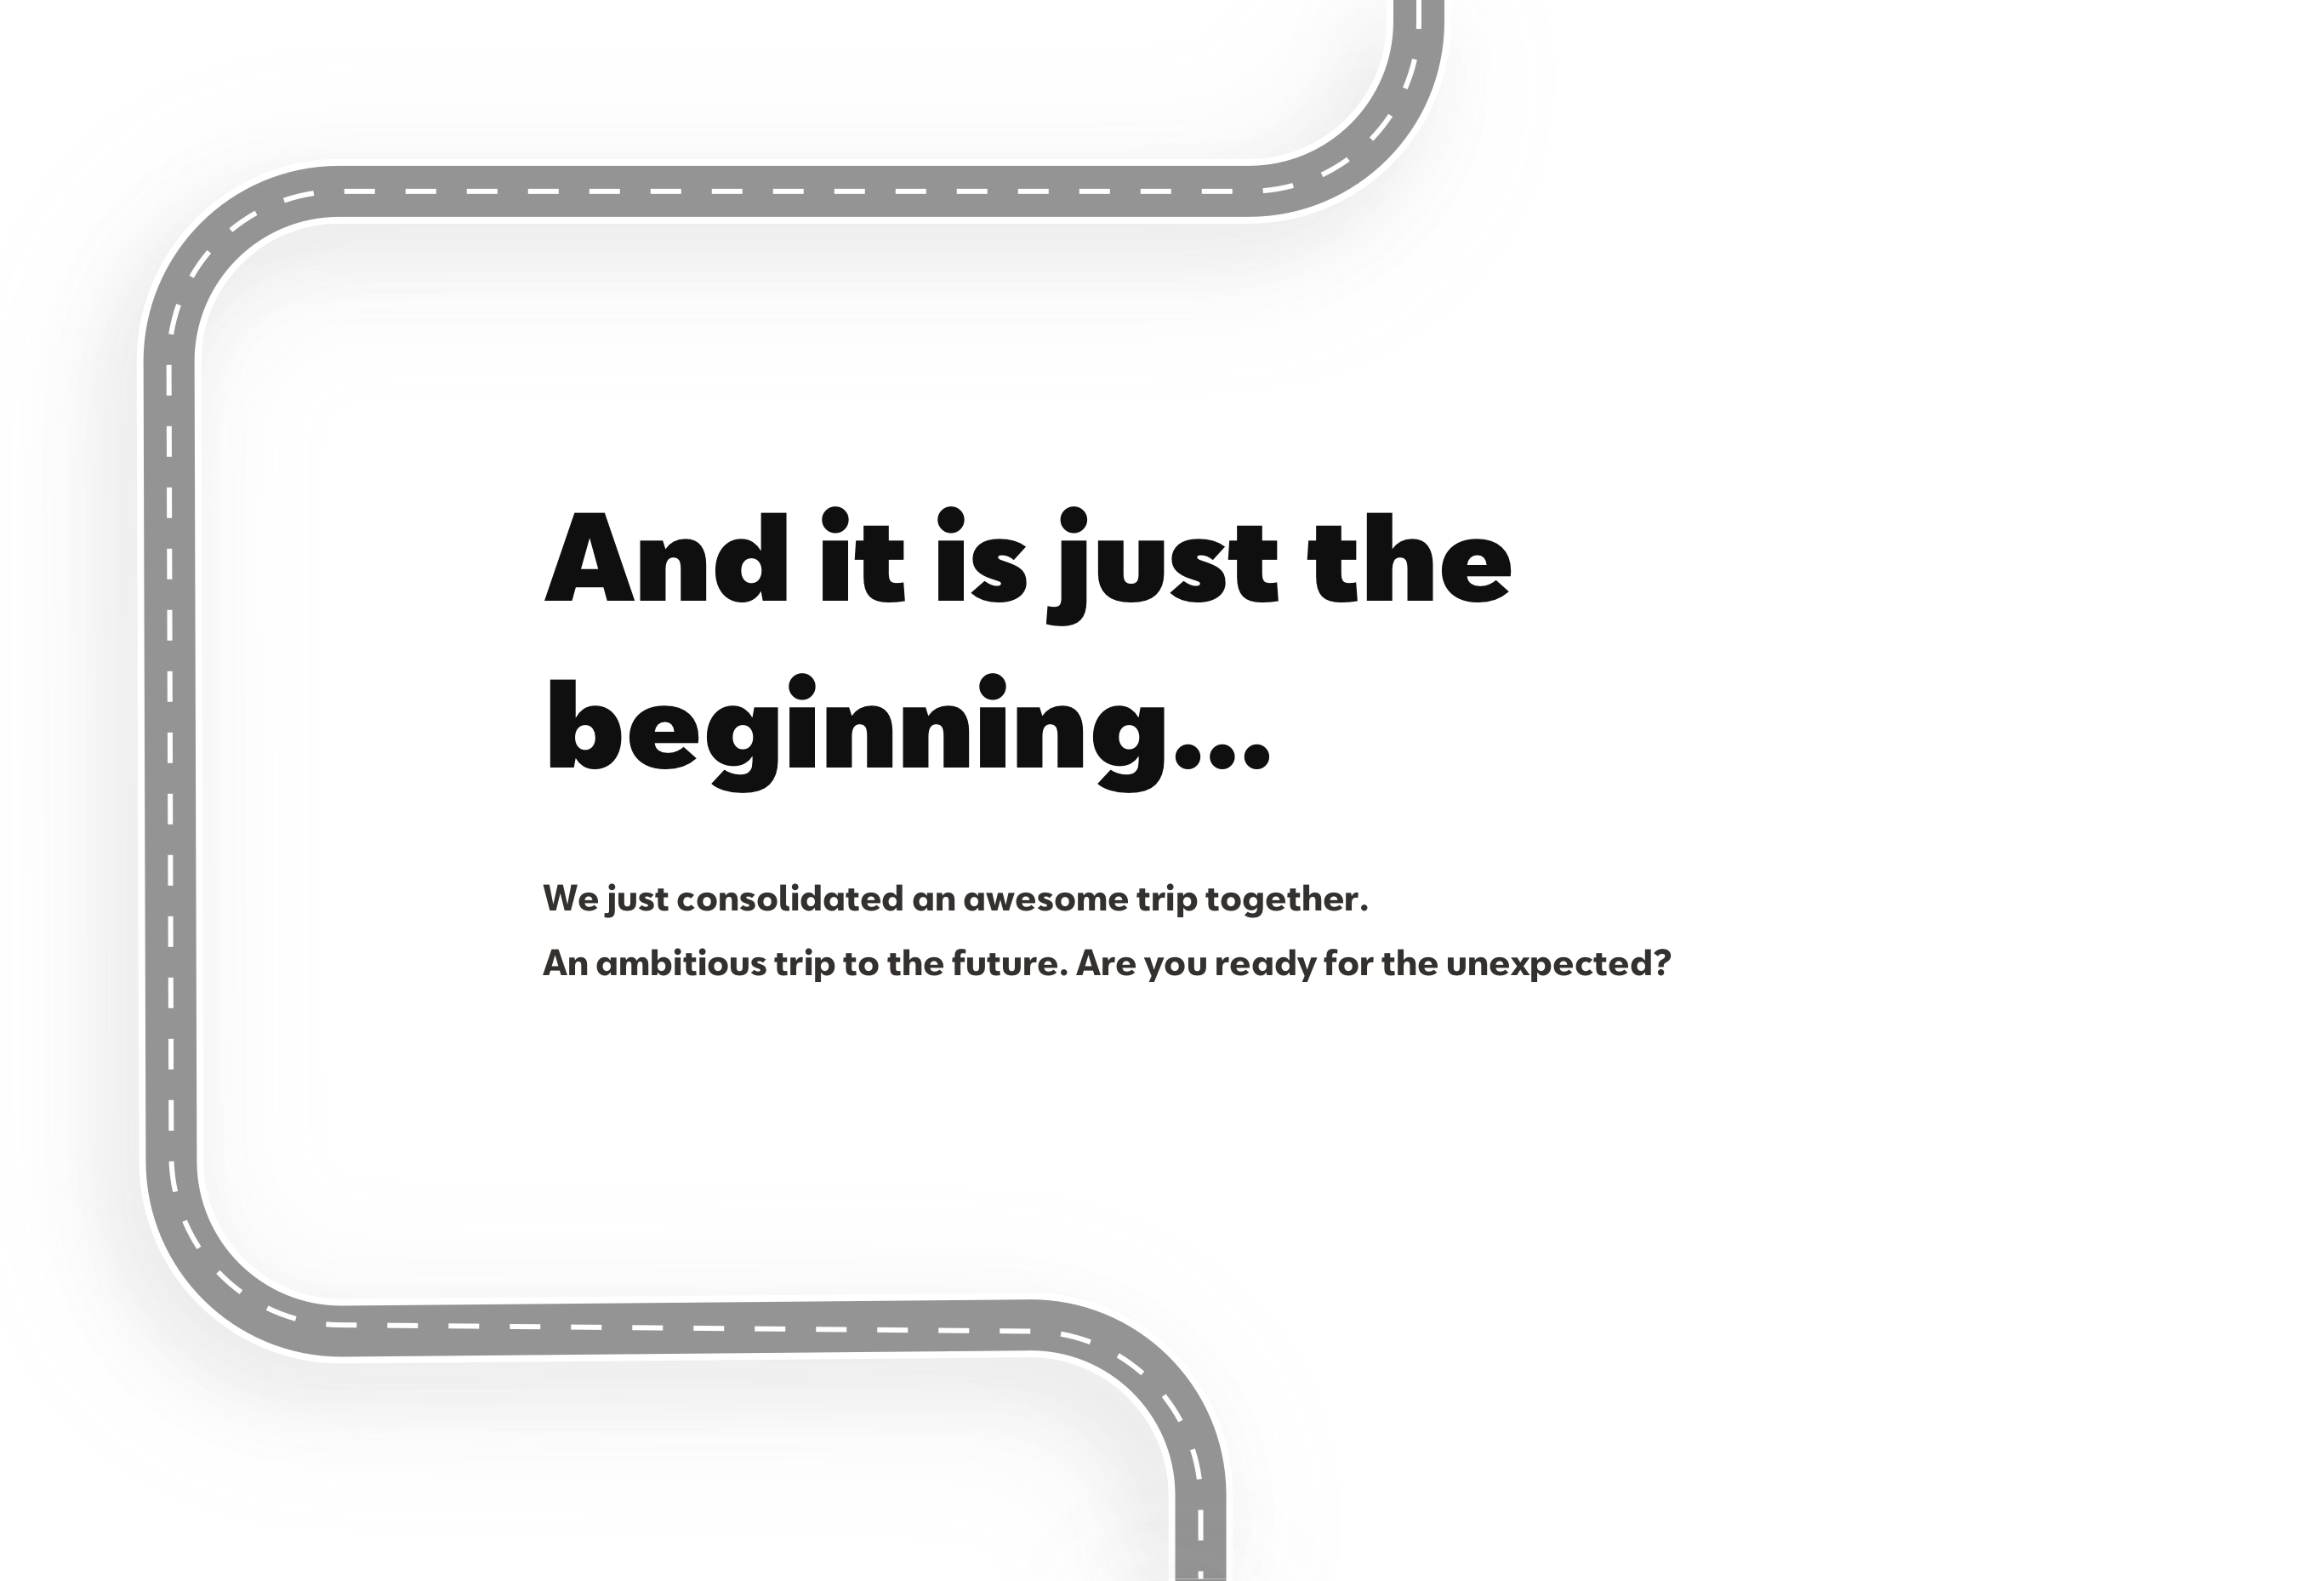 And it is just the
beginning...
We just consolidated an awesome trip together.
An ambitious trip to the future. Are you ready for the unexpected?